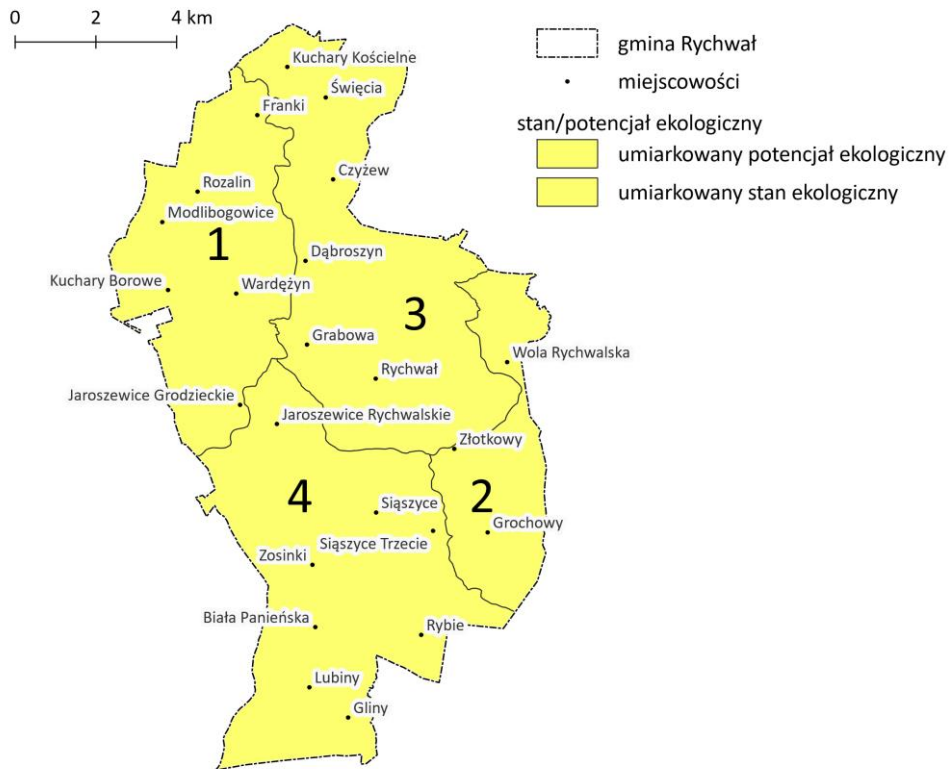 0 2 4 km
gmina Rychwał
miejscowości
stan/potencjał ekologiczny
umiarkowany potencjał ekologiczny
umiarkowany stan ekologiczny
Kuchary Kościelne
Święcia
Franki
Czyżew
Rozalin
Modlibogowice
1
Dąbroszyn
Kuchary Borowe
Wardężyn
3
Grabowa
Wola Rychwalska
Rychwał
Jaroszewice Grodzieckie
Jaroszewice Rychwalskie
Złotkowy
4
2
Siąszyce
Grochowy
Siąszyce Trzecie
Zosinki
Biała Panieńska
Rybie
Lubiny
Gliny